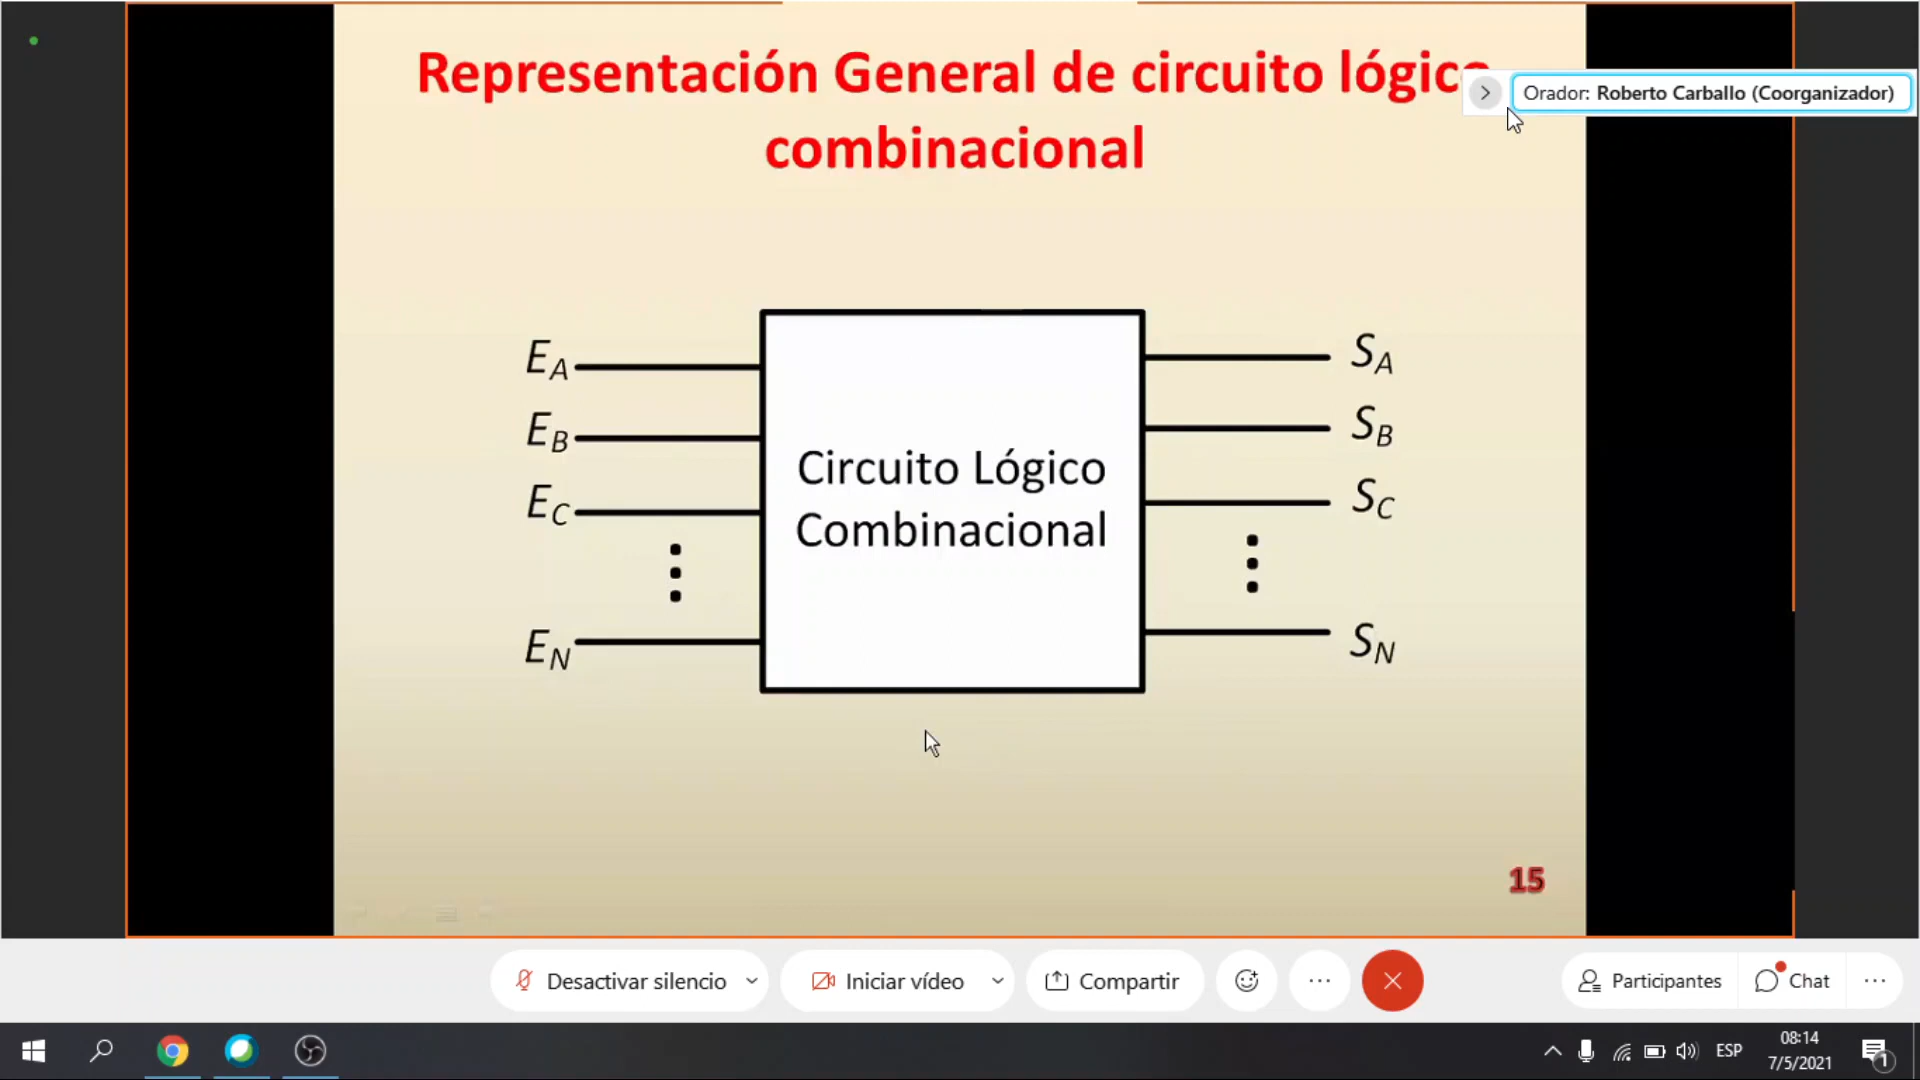 Representación General de circuito lógico
combinacional
Orador: Roberto Carballo (Coorganizador)
E_A
E_B
E_C
E_N
Circuito Lógico
Combinacional
S_A
S_B
S_C
S_N
15
Desactivar silencio
Iniciar vídeo
Compartir
Participantes
Chat
ESP
08:14
7/5/2021
1